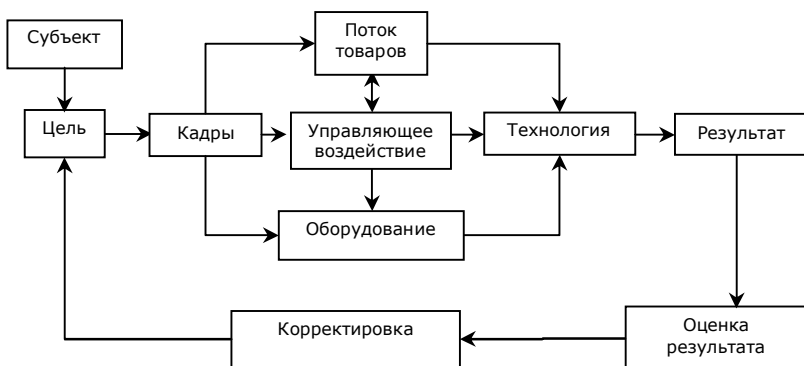 Субъект
Поток
товаров
Цель
Кадры
Управляющее
воздействие
Технология
Результат
Оборудование
Корректировка
Оценка
результата